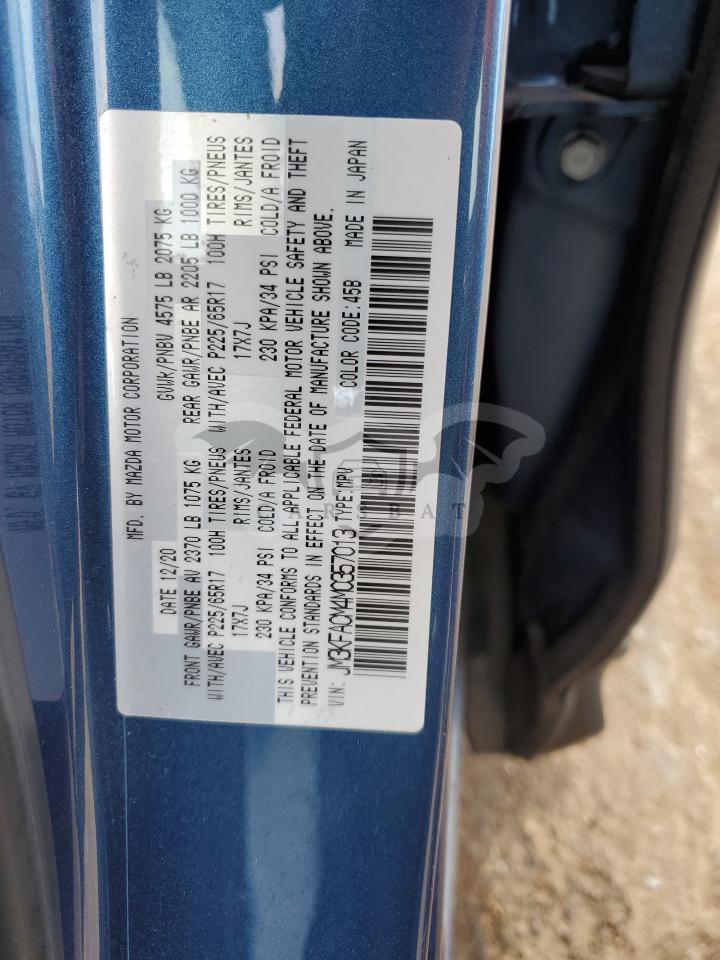 MFD. BY MAZDA MOTOR CORPORATION
DATE 12/20 GVWR/PNBV 4575 LB 2075 KG
FRONT GAWR/PNBE AV 2370 LB 1075 KG REAR GAWR/PNBE AR 2205 LB 1000 KG
WITH/AVEC P225/65R17 100H TIRES/PNEUS WITH/AVEC P225/65R17 100H TIRES/PNEUS
17X7J RIMS/JANTES 17X7J RIMS/JANTES
230 KPA/34 PSI COLD/A FROID 230 KPA/34 PSI COLD/A FROID
THIS VEHICLE CONFORMS TO ALL APPLICABLE FEDERAL MOTOR VEHICLE SAFETY AND THEFT
PREVENTION STANDARDS IN EFFECT ON THE DATE OF MANUFACTURE SHOWN ABOVE.
VIN: JM3KFACM4M0357013 TYPE:MPV COLOR CODE:45B MADE IN JAPAN
CARSBAT